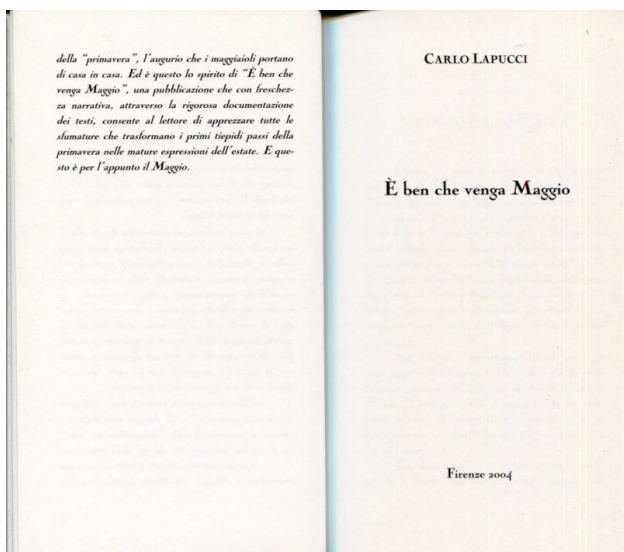 della “primavera”, l’augurio che i maggiaioli portano
di casa in casa. Ed è questo lo spirito di “È ben che
venga Maggio”, una pubblicazione che con freschez-
za narrativa, attraverso la rigorosa documentazione
dei testi, consente al lettore di apprezzare tutte le
sfumature che trasformano i primi tiepidi passi della
primavera nelle mature espressioni dell’estate. E que-
sto è per l’appunto il Maggio.
CARLO LAPUCCI
È ben che venga Maggio
Firenze 2004